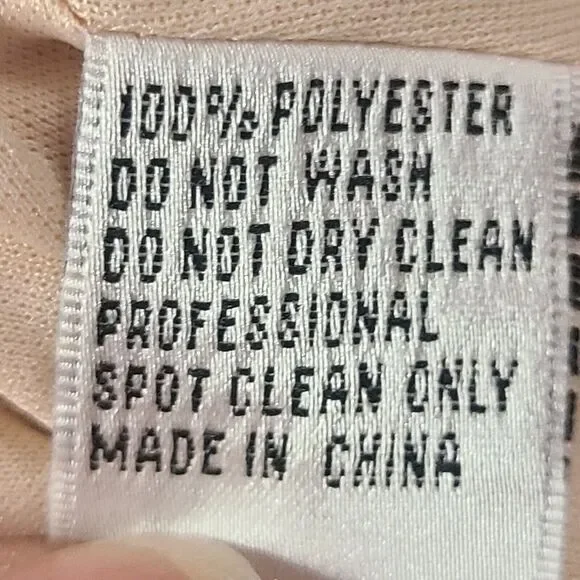 100% POLYESTER
DO NOT WASH
DO NOT DRY CLEAN
PROFESSIONAL
SPOT CLEAN ONLY
MADE IN CHINA